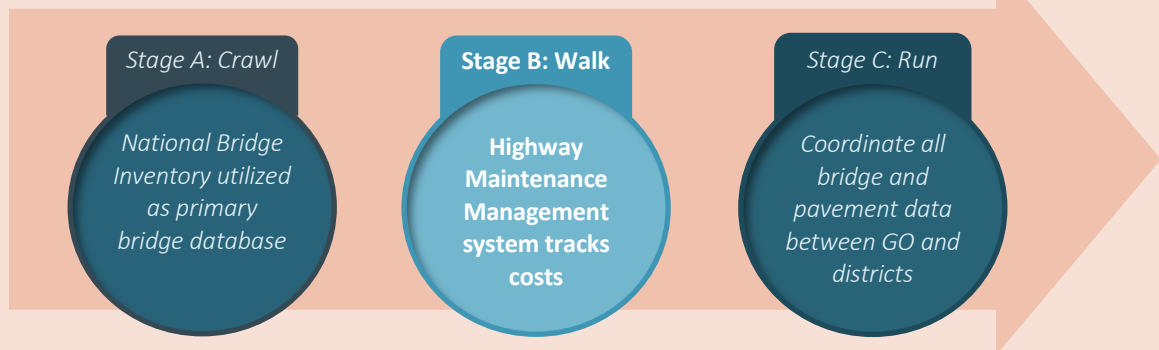 Stage A: Crawl
National Bridge
Inventory utilized
as primary
bridge database
Stage B: Walk
Highway
Maintenance
Management
system tracks
costs
Stage C: Run
Coordinate all
bridge and
pavement data
between GO and
districts